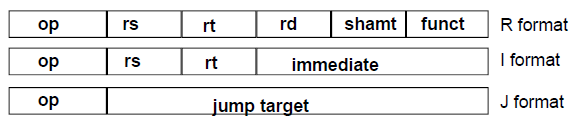 op rs rt rd shamt funct R format
op rs rt immediate I format
op jump target J format